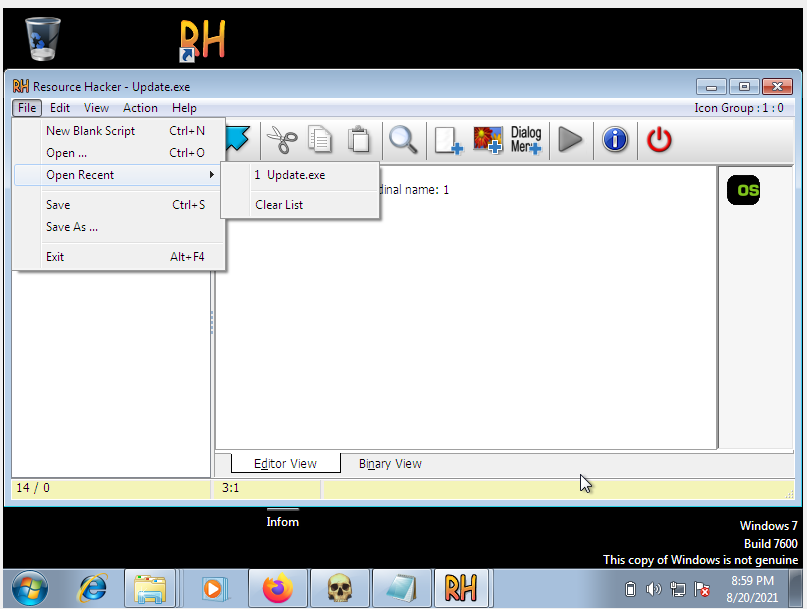 RH
RH Resource Hacker - Update.exe
File Edit View Action Help
Icon Group : 1 : 0
New Blank Script Ctrl+N
Open ... Ctrl+O
Open Recent
Save Ctrl+S
Save As ...
Exit Alt+F4
1 Update.exe
Clear List
Dialog
Menu
dinal name: 1
os
Editor View
Binary View
14 / 0
3:1
Infom
Windows 7
Build 7600
This copy of Windows is not genuine
RH
8:59 PM
8/20/2021